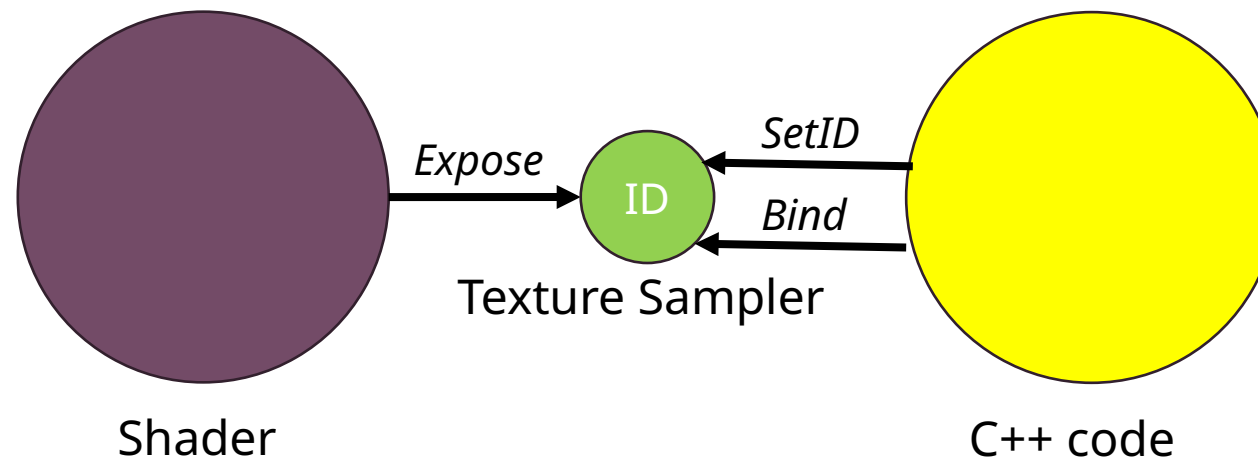 Expose
SetID
ID
Bind
Texture Sampler
Shader
C++ code